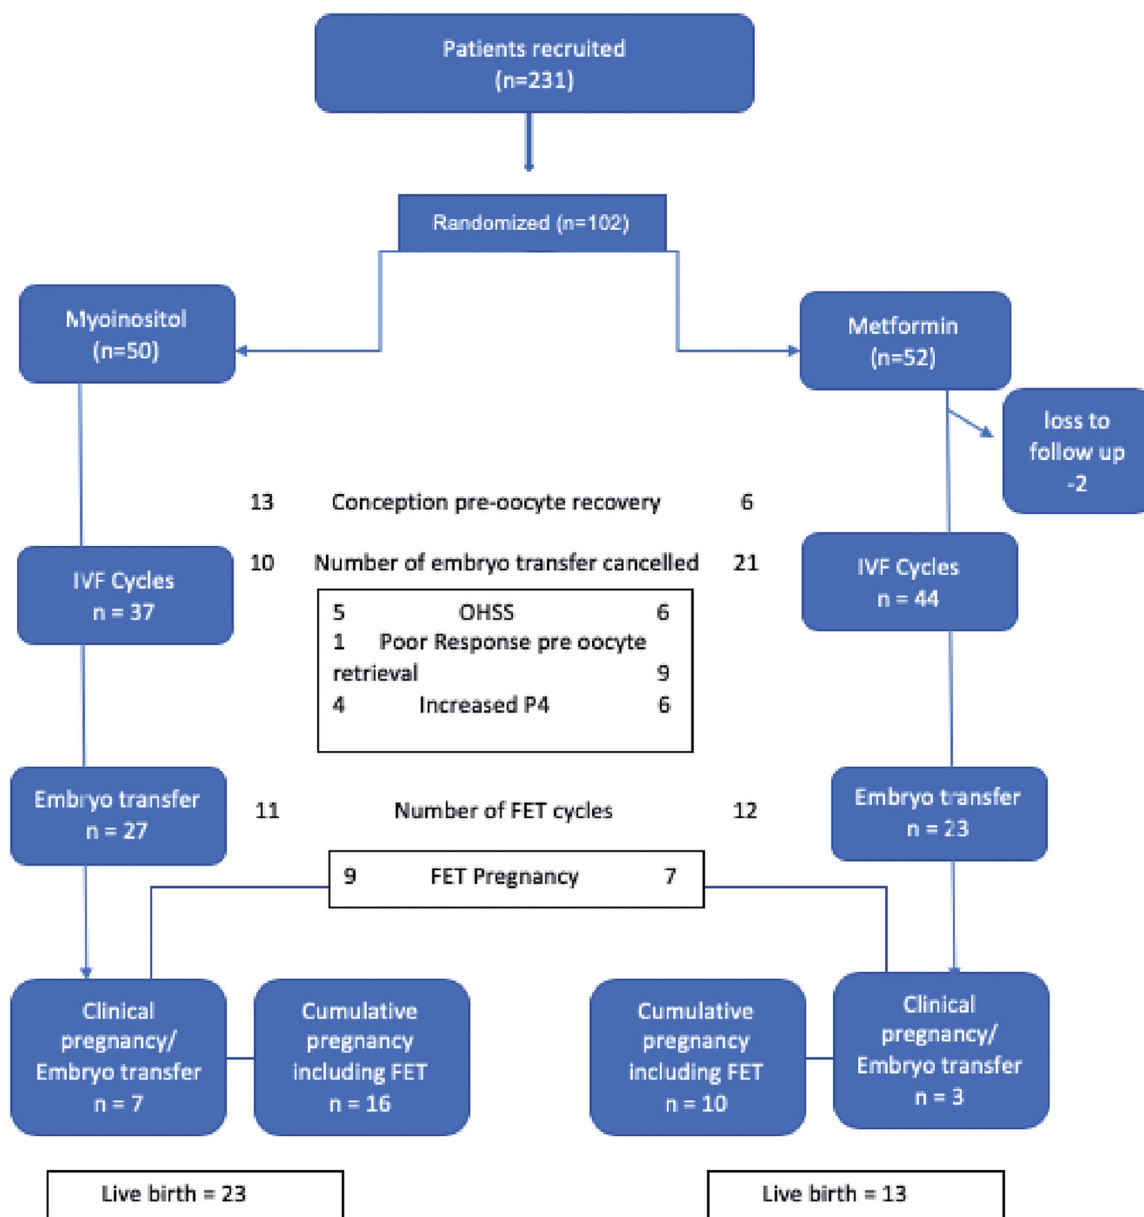 Patients recruited
(n=231)
Randomized (n=102)
Myoinositol
(n=50)
Metformin
(n=52)
loss to
follow up
-2
13 Conception pre-oocyte recovery 6
10 Number of embryo transfer cancelled 21
IVF Cycles
n = 37
IVF Cycles
n = 44
5 OHSS 6
1 Poor Response pre oocyte
retrieval 9
4 Increased P4 6
Embryo transfer
n = 27
11 Number of FET cycles 12
Embryo transfer
n = 23
9 FET Pregnancy 7
Clinical
pregnancy/
Embryo transfer
n = 7
Cumulative
pregnancy
including FET
n = 16
Cumulative
pregnancy
including FET
n = 10
Clinical
pregnancy/
Embryo transfer
n = 3
Live birth = 23
Live birth = 13